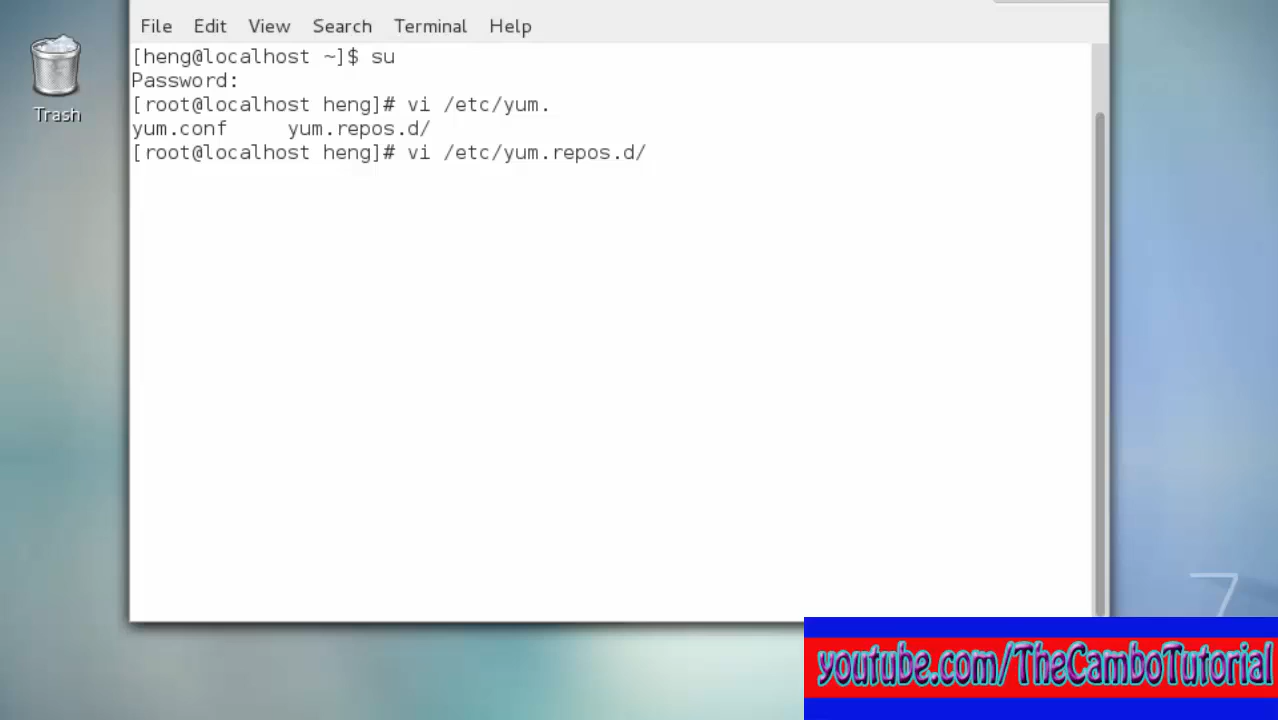 File Edit View Search Terminal Help
[heng@localhost ~]$ su
Password:
[root@localhost heng]# vi /etc/yum.
yum.conf     yum.repos.d/
[root@localhost heng]# vi /etc/yum.repos.d/
Trash
7
youtube.com/TheCamboTutorial